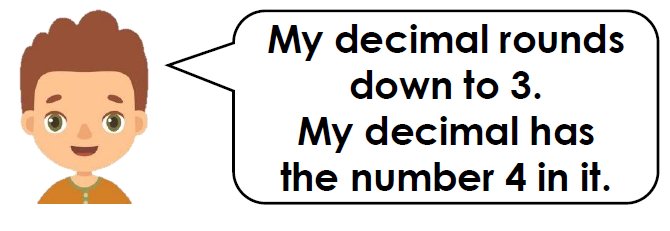 My decimal rounds
down to 3.
My decimal has
the number 4 in it.